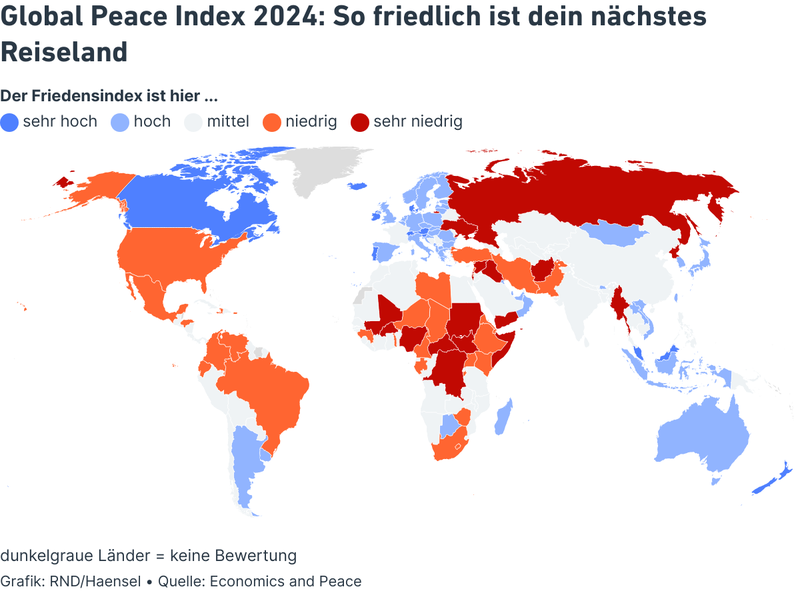 Global Peace Index 2024: So friedlich ist dein nächstes
Reiseland
Der Friedensindex ist hier ...
sehr hoch hoch mittel niedrig sehr niedrig
dunkelgraue Länder = keine Bewertung
Grafik: RND/Haensel • Quelle: Economics and Peace